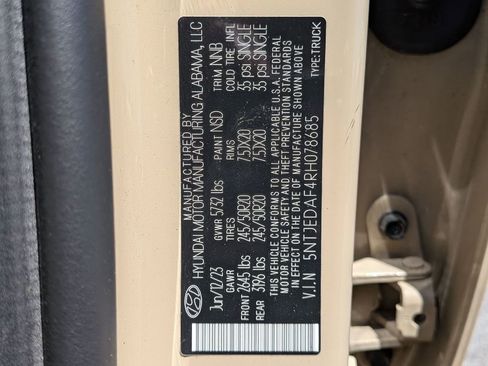 MANUFACTURED BY
HYUNDAI MOTOR MANUFACTURING ALABAMA, LLC
Jun/12/23 GVWR 5732 lbs PAINT NSD TRIM NNB
GAWR TIRES RIMS COLD TIRE INFL
FRONT 2645 lbs 245/50R20 7.5JX20 35 psi SINGLE
REAR 3196 lbs 245/50R20 7.5JX20 35 psi SINGLE
THIS VEHICLE CONFORMS TO ALL APPLICABLE U.S.A. FEDERAL
MOTOR VEHICLE SAFETY AND THEFT PREVENTION STANDARDS
IN EFFECT ON THE DATE OF MANUFACTURE SHOWN ABOVE
V.I.N 5NTJEDAF4RH078685 TYPE:TRUCK